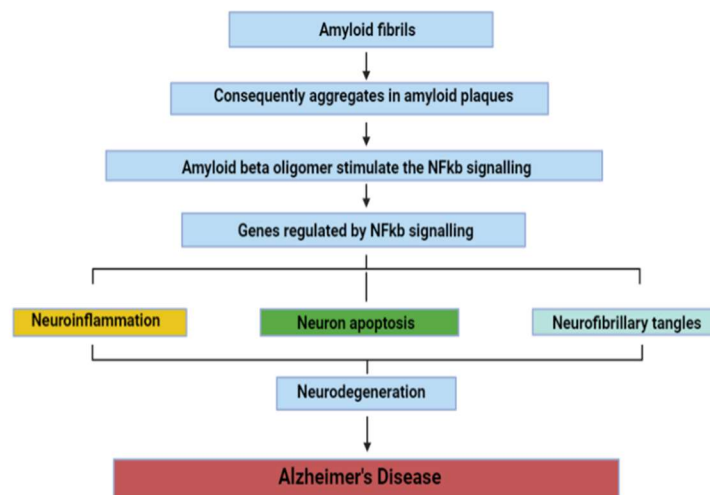 Amyloid fibrils
Consequently aggregates in amyloid plaques
Amyloid beta oligomer stimulate the NFkb signalling
Genes regulated by NFkb signalling
Neuroinflammation
Neuron apoptosis
Neurofibrillary tangles
Neurodegeneration
Alzheimer's Disease